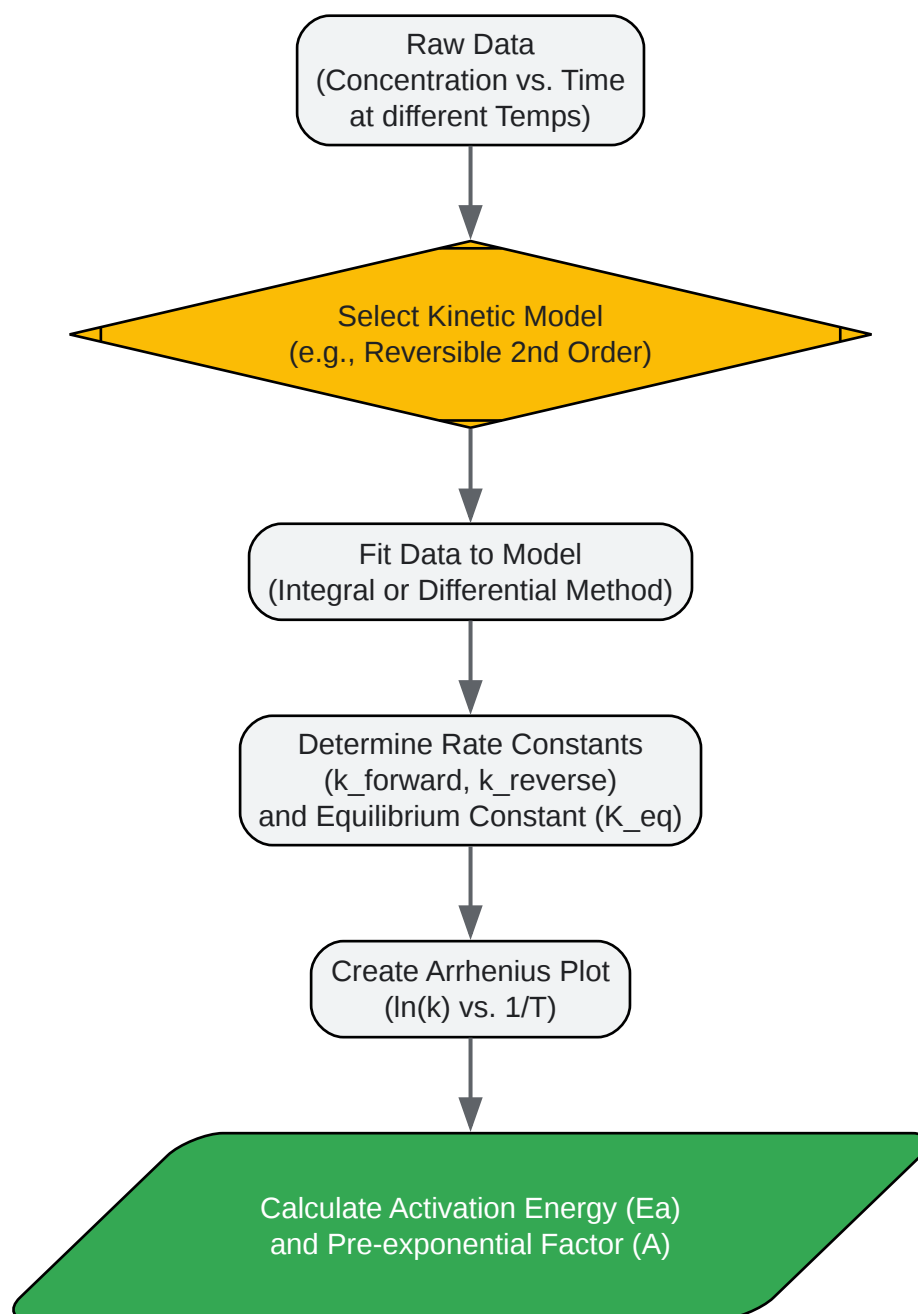 Raw Data
(Concentration vs. Time
at different Temps)
Select Kinetic Model
(e.g., Reversible 2nd Order)
Fit Data to Model
(Integral or Differential Method)
Determine Rate Constants
(k_forward, k_reverse)
and Equilibrium Constant (K_eq)
Create Arrhenius Plot
(ln(k) vs. 1/T)
Calculate Activation Energy (Ea)
and Pre-exponential Factor (A)